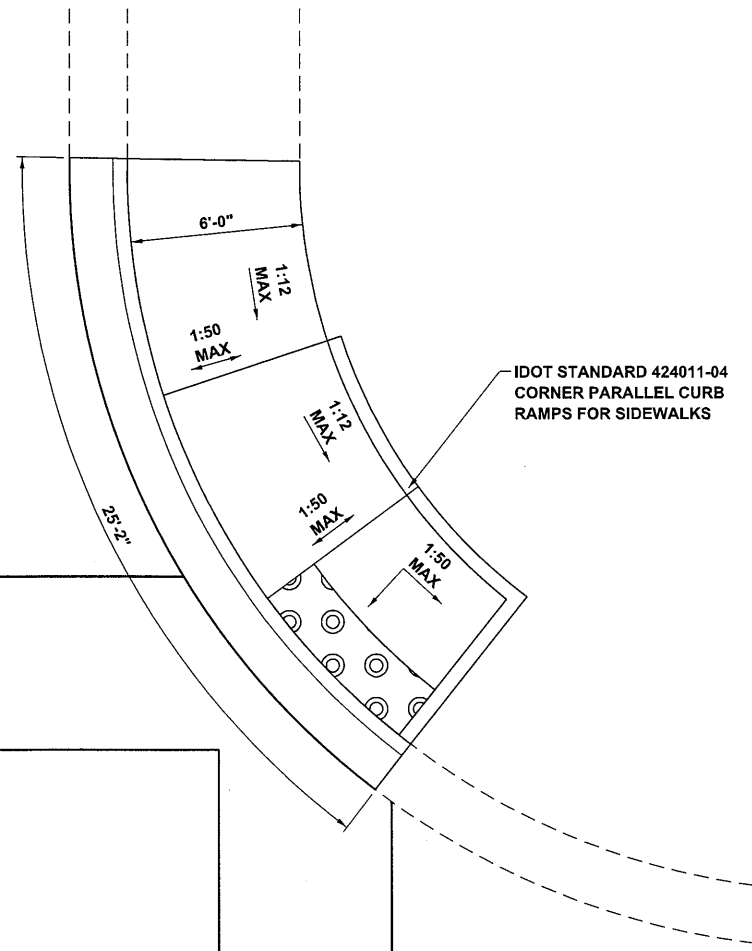 6'-0"
1:12
MAX
1:50
MAX
IDOT STANDARD 424011-04
CORNER PARALLEL CURB
RAMPS FOR SIDEWALKS
1:12
MAX
1:50
MAX
25'-2"
1:50
MAX